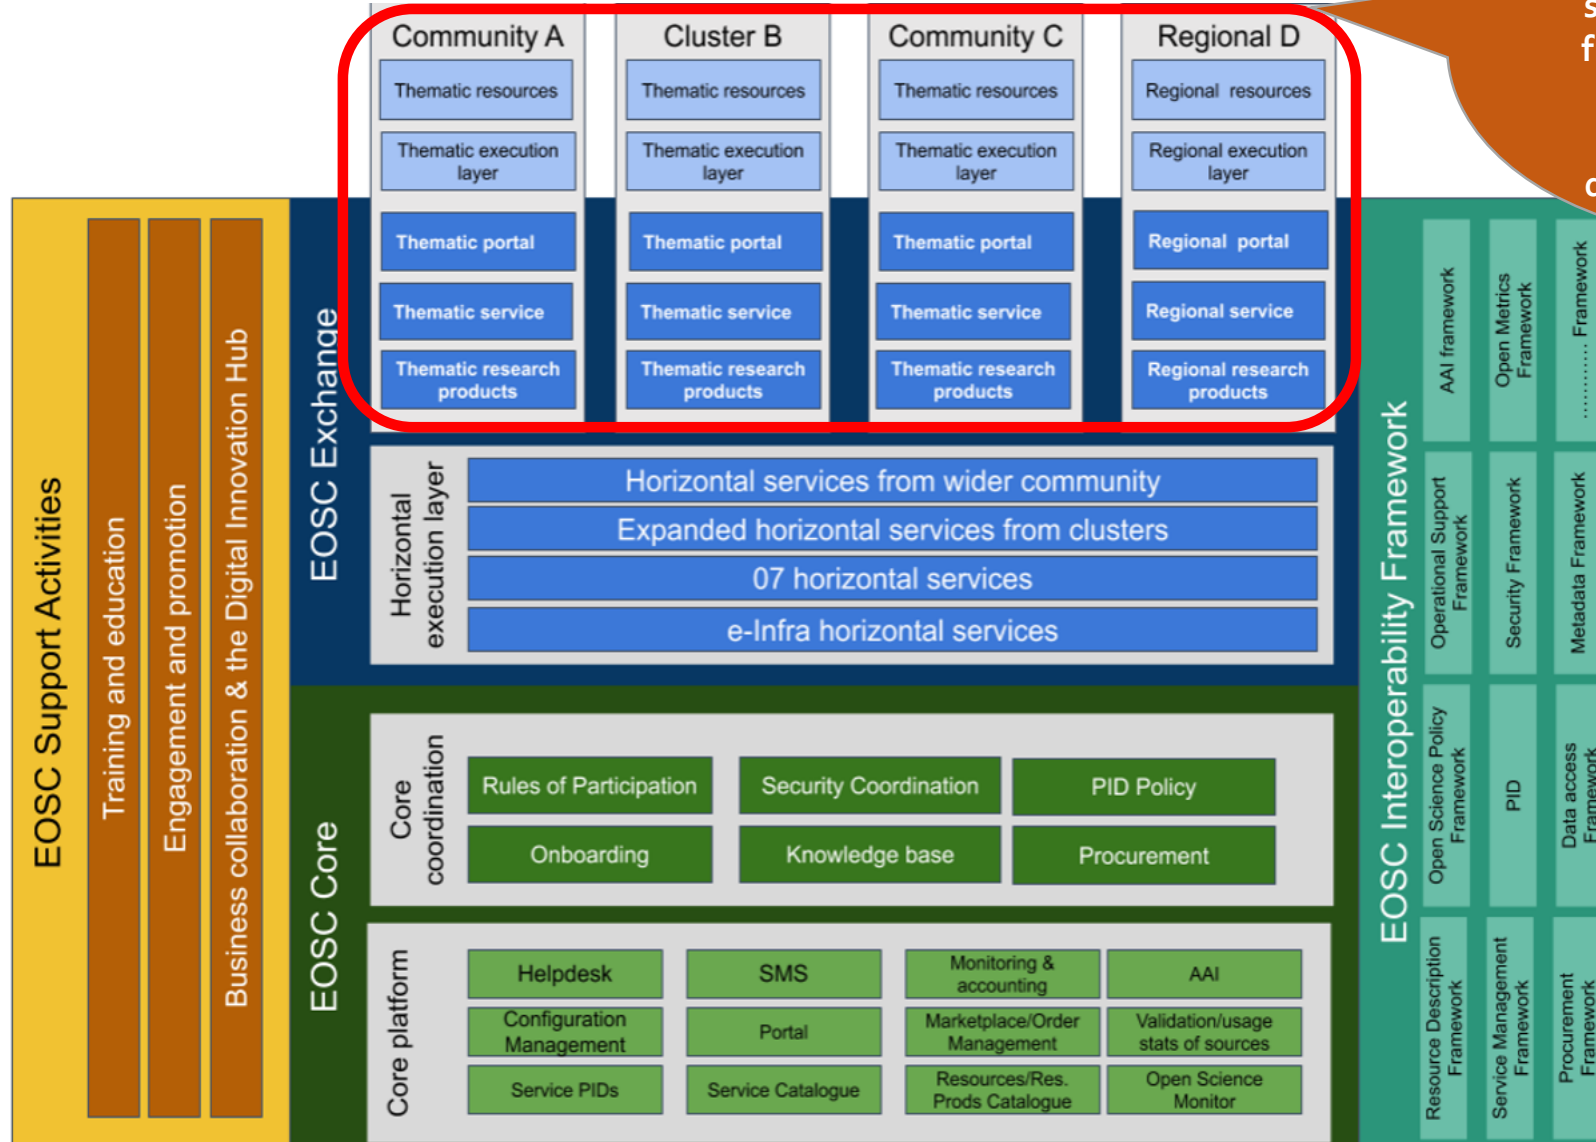 Community A
Cluster B
Community C
Regional D
Thematic resources
Thematic resources
Thematic resources
Regional resources
Thematic execution
layer
Thematic execution
layer
Thematic execution
layer
Regional execution
layer
Thematic portal
Thematic portal
Thematic portal
Regional portal
Thematic service
Thematic service
Thematic service
Regional service
Thematic research
products
Thematic research
products
Thematic research
products
Regional research
products
EOSC Support Activities
Training and education
Engagement and promotion
Business collaboration & the Digital Innovation Hub
EOSC Exchange
Horizontal
execution layer
Horizontal services from wider community
Expanded horizontal services from clusters
07 horizontal services
e-Infra horizontal services
EOSC Core
Core
coordination
Rules of Participation
Security Coordination
PID Policy
Onboarding
Knowledge base
Procurement
Core platform
Helpdesk
SMS
Monitoring &
accounting
AAI
Configuration
Management
Portal
Marketplace/Order
Management
Validation/usage
stats of sources
Service PIDs
Service Catalogue
Resources/Res.
Prods Catalogue
Open Science
Monitor
EOSC Interoperability Framework
AAI framework
Open Metrics
Framework
........... Framework
Operational Support
Framework
Security Framework
Metadata Framework
Open Science Policy
Framework
PID
Data access
Framework
Resource Description
Framework
Service Management
Framework
Procurement
Framework